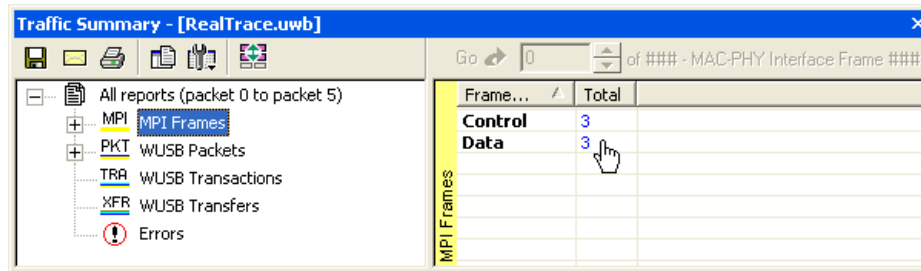 Traffic Summary - [RealTrace.uwb]
Go 0 of ### - MAC-PHY Interface Frame ###
All reports (packet 0 to packet 5)
MPI MPI Frames
PKT WUSB Packets
TRA WUSB Transactions
XFR WUSB Transfers
Errors
MPI Frames
Frame... Total
Control 3
Data 3